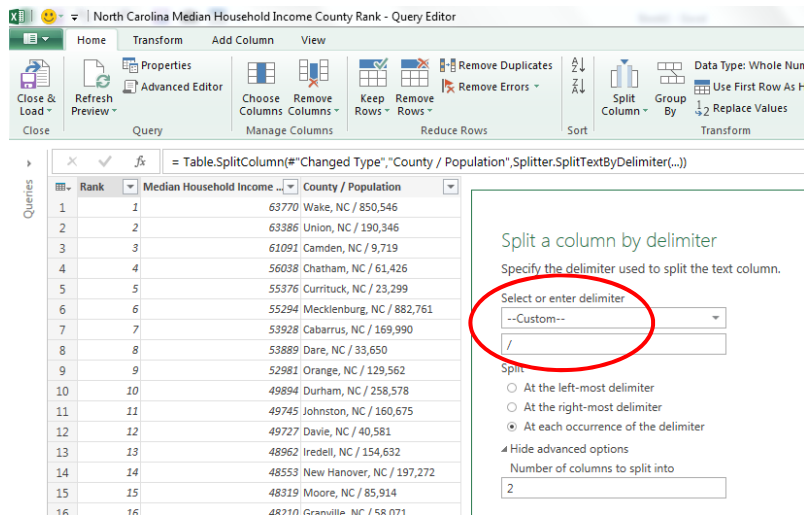 North Carolina Median Household Income County Rank - Query Editor
Home Transform Add Column View
Close & Load
Refresh Preview
Properties
Advanced Editor
Choose Columns
Remove Columns
Keep Rows
Remove Rows
Remove Duplicates
Remove Errors
Split Column
Group By
Data Type: Whole Num
Use First Row As H
1 2 Replace Values
Close Query Manage Columns Reduce Rows Sort Transform
fx = Table.SplitColumn(#"Changed Type","County / Population",Splitter.SplitTextByDelimiter(...))
Queries
Rank Median Household Income ... County / Population
1 1 63770 Wake, NC / 850,546
2 2 63386 Union, NC / 190,346
3 3 61091 Camden, NC / 9,719
4 4 56038 Chatham, NC / 61,426
5 5 55376 Currituck, NC / 23,299
6 6 55294 Mecklenburg, NC / 882,761
7 7 53928 Cabarrus, NC / 169,990
8 8 53889 Dare, NC / 33,650
9 9 52981 Orange, NC / 129,562
10 10 49894 Durham, NC / 258,578
11 11 49745 Johnston, NC / 160,675
12 12 49727 Davie, NC / 40,581
13 13 48962 Iredell, NC / 154,632
14 14 48553 New Hanover, NC / 197,272
15 15 48319 Moore, NC / 85,914
16 16 48210 Granville, NC / 58,071
Split a column by delimiter
Specify the delimiter used to split the text column.
Select or enter delimiter
--Custom--
/
Split
At the left-most delimiter
At the right-most delimiter
At each occurrence of the delimiter
Hide advanced options
Number of columns to split into
2